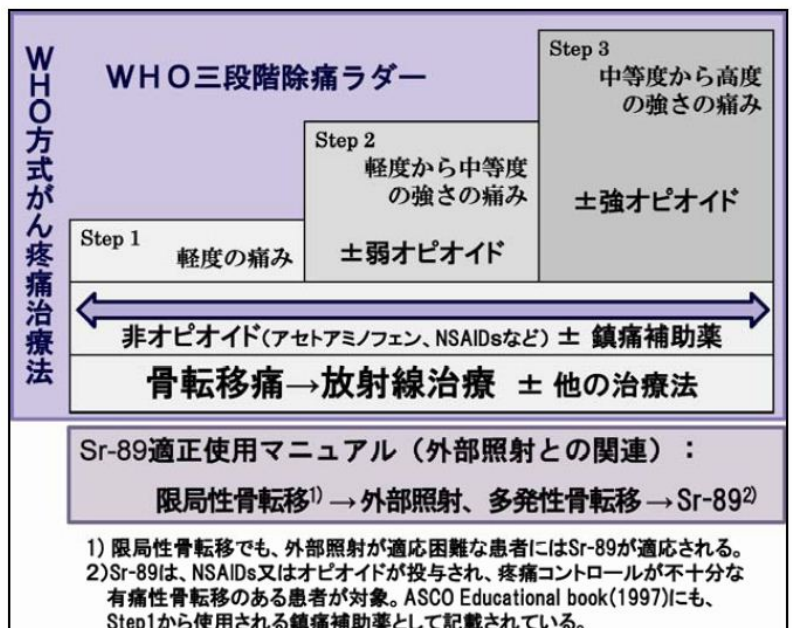 WHO方式がん疼痛治療法
WHO三段階除痛ラダー
Step 1
軽度の痛み
Step 2
軽度から中等度
の強さの痛み
±弱オピオイド
Step 3
中等度から高度
の強さの痛み
±強オピオイド
非オピオイド(アセトアミノフェン、NSAIDsなど) ± 鎮痛補助薬
骨転移痛→放射線治療 ± 他の治療法
Sr-89適正使用マニュアル（外部照射との関連）：
限局性骨転移1) → 外部照射、多発性骨転移→Sr-892)
1) 限局性骨転移でも、外部照射が適応困難な患者にはSr-89が適応される。
2)Sr-89は、NSAIDs又はオピオイドが投与され、疼痛コントロールが不十分な
有痛性骨転移のある患者が対象。ASCO Educational book(1997)にも、
Step1から使用される鎮痛補助薬として記載されている。